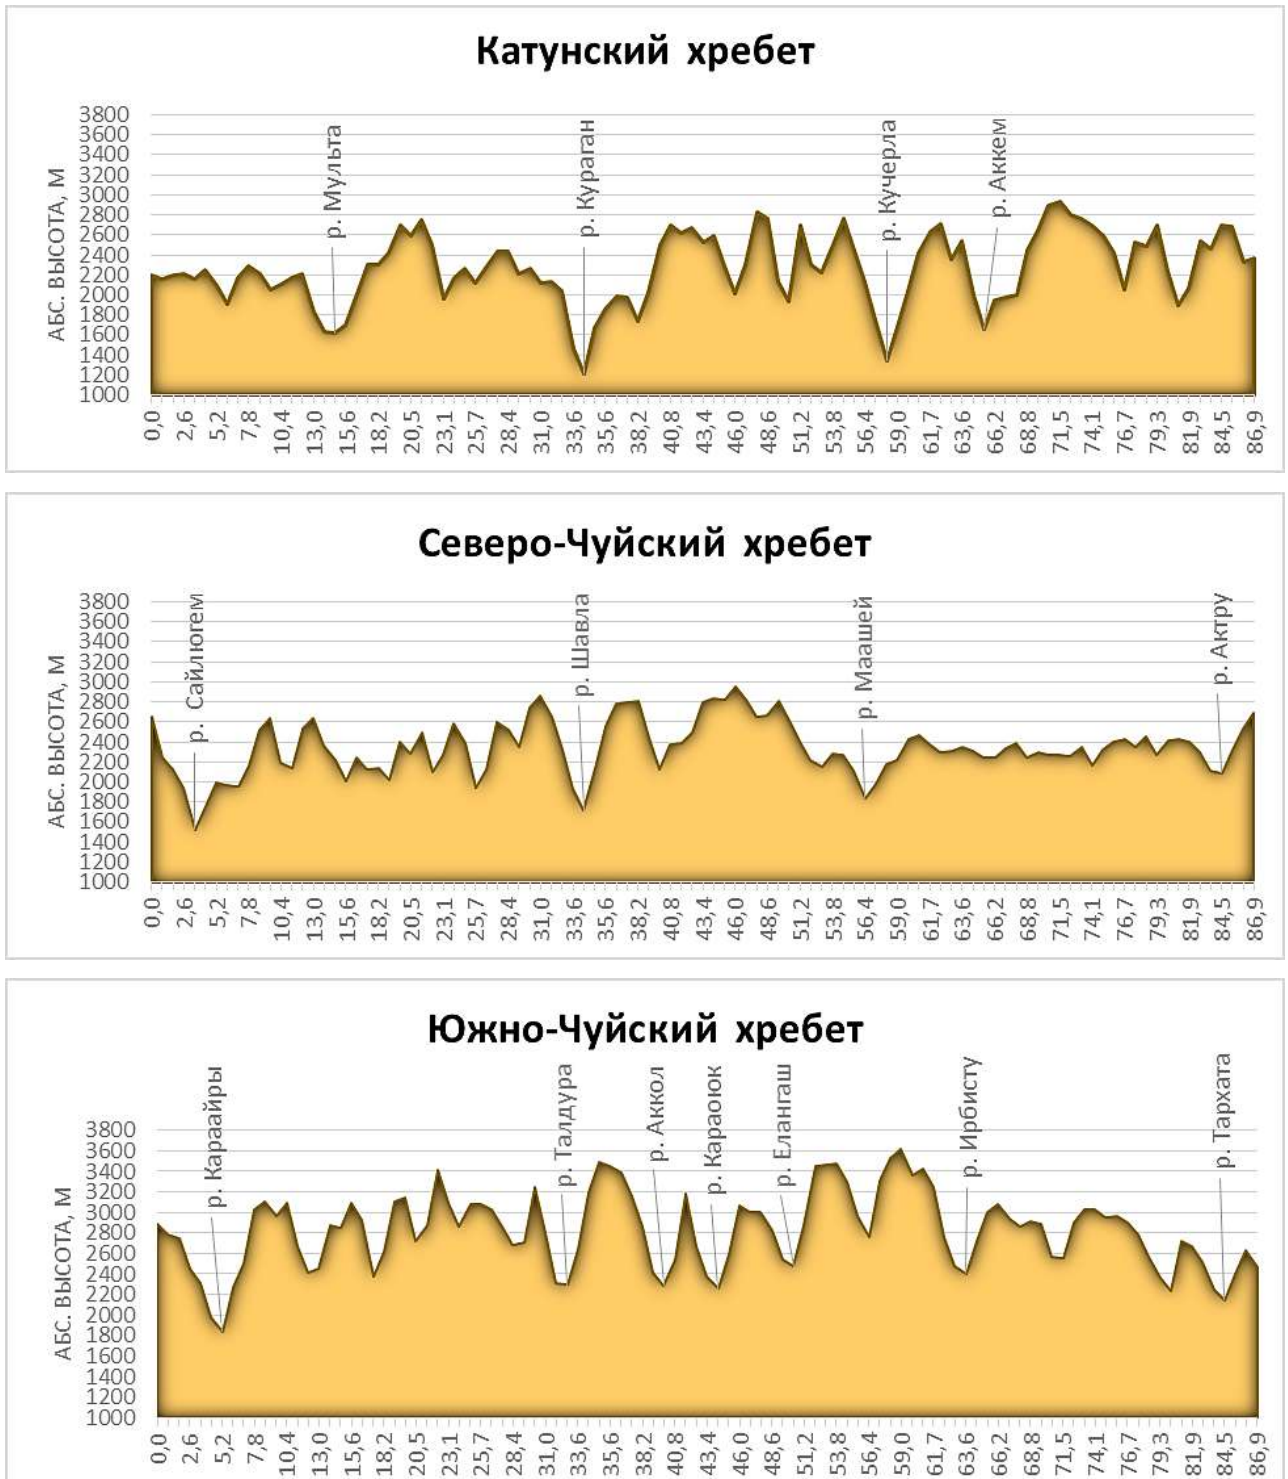 Катунский хребет
АБС. ВЫСОТА, М
3800
3600
3400
3200
3000
2800
2600
2400
2200
2000
1800
1600
1400
1200
1000
р. Мульта
р. Кураган
р. Кучерла
р. Аккем
0,0 2,6 5,2 7,8 10,4 13,0 15,6 18,2 20,5 23,1 25,7 28,4 31,0 33,6 35,6 38,2 40,8 43,4 46,0 48,6 51,2 53,8 56,4 59,0 61,7 63,6 66,2 68,8 71,5 74,1 76,7 79,3 81,9 84,5 86,9
Северо-Чуйский хребет
АБС. ВЫСОТА, М
3800
3600
3400
3200
3000
2800
2600
2400
2200
2000
1800
1600
1400
1200
1000
р. Сайлюгем
р. Шавла
р. Маашей
р. Актру
0,0 2,6 5,2 7,8 10,4 13,0 15,6 18,2 20,5 23,1 25,7 28,4 31,0 33,6 35,6 38,2 40,8 43,4 46,0 48,6 51,2 53,8 56,4 59,0 61,7 63,6 66,2 68,8 71,5 74,1 76,7 79,3 81,9 84,5 86,9
Южно-Чуйский хребет
АБС. ВЫСОТА, М
3800
3600
3400
3200
3000
2800
2600
2400
2200
2000
1800
1600
1400
1200
1000
р. Караайры
р. Талдура
р. Аккол
р. Караоюк
р. Елангаш
р. Ирбисту
р. Тархата
0,0 2,6 5,2 7,8 10,4 13,0 15,6 18,2 20,5 23,1 25,7 28,4 31,0 33,6 35,6 38,2 40,8 43,4 46,0 48,6 51,2 53,8 56,4 59,0 61,7 63,6 66,2 68,8 71,5 74,1 76,7 79,3 81,9 84,5 86,9